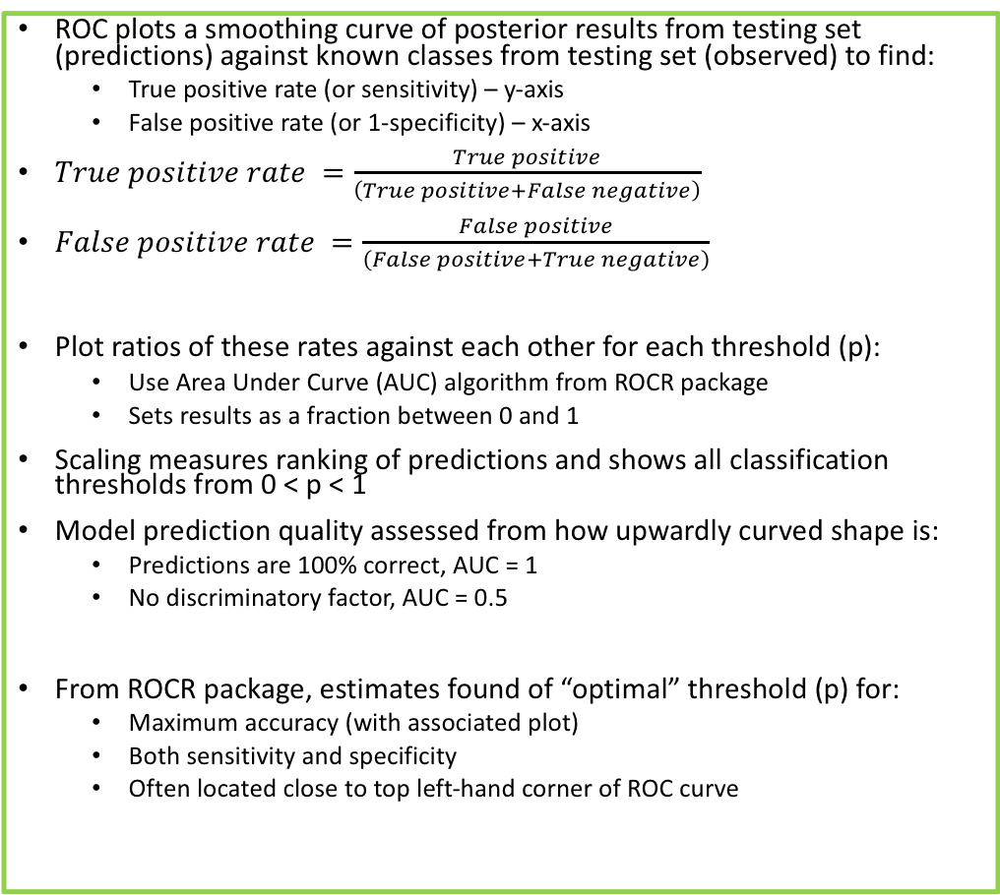 • ROC plots a smoothing curve of posterior results from testing set
(predictions) against known classes from testing set (observed) to find:
• True positive rate (or sensitivity) – y-axis
• False positive rate (or 1-specificity) – x-axis
• True positive rate = True positive / (True positive+False negative)
• False positive rate = False positive / (False positive+True negative)
• Plot ratios of these rates against each other for each threshold (p):
• Use Area Under Curve (AUC) algorithm from ROCR package
• Sets results as a fraction between 0 and 1
• Scaling measures ranking of predictions and shows all classification
thresholds from 0 < p < 1
• Model prediction quality assessed from how upwardly curved shape is:
• Predictions are 100% correct, AUC = 1
• No discriminatory factor, AUC = 0.5
• From ROCR package, estimates found of “optimal” threshold (p) for:
• Maximum accuracy (with associated plot)
• Both sensitivity and specificity
• Often located close to top left-hand corner of ROC curve